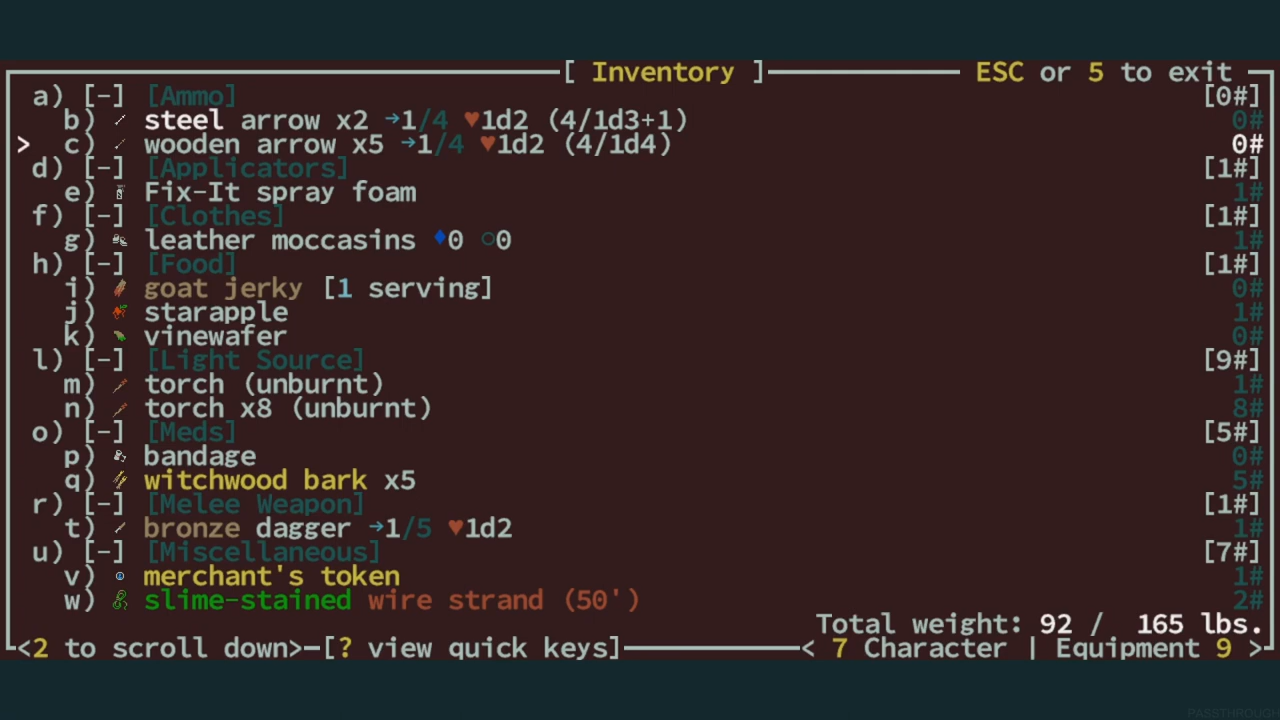 [ Inventory ] ESC or 5 to exit
a) [-] [Ammo] [0#]
b) steel arrow x2 →1/4 ♥1d2 (4/1d3+1) 0#
> c) wooden arrow x5 →1/4 ♥1d2 (4/1d4) 0#
d) [-] [Applicators] [1#]
e) Fix-It spray foam 1#
f) [-] [Clothes] [1#]
g) leather moccasins ♦0 ○0 1#
h) [-] [Food] [1#]
i) goat jerky [1 serving] 0#
j) starapple 1#
k) vinewafer 0#
l) [-] [Light Source] [9#]
m) torch (unburnt) 1#
n) torch x8 (unburnt) 8#
o) [-] [Meds] [5#]
p) bandage 0#
q) witchwood bark x5 5#
r) [-] [Melee Weapon] [1#]
t) bronze dagger →1/5 ♥1d2 1#
u) [-] [Miscellaneous] [7#]
v) merchant's token 1#
w) slime-stained wire strand (50') 2#
Total weight: 92 / 165 lbs.
<2 to scroll down> [? view quick keys] < 7 Character | Equipment 9 >
PASSTHROUGH